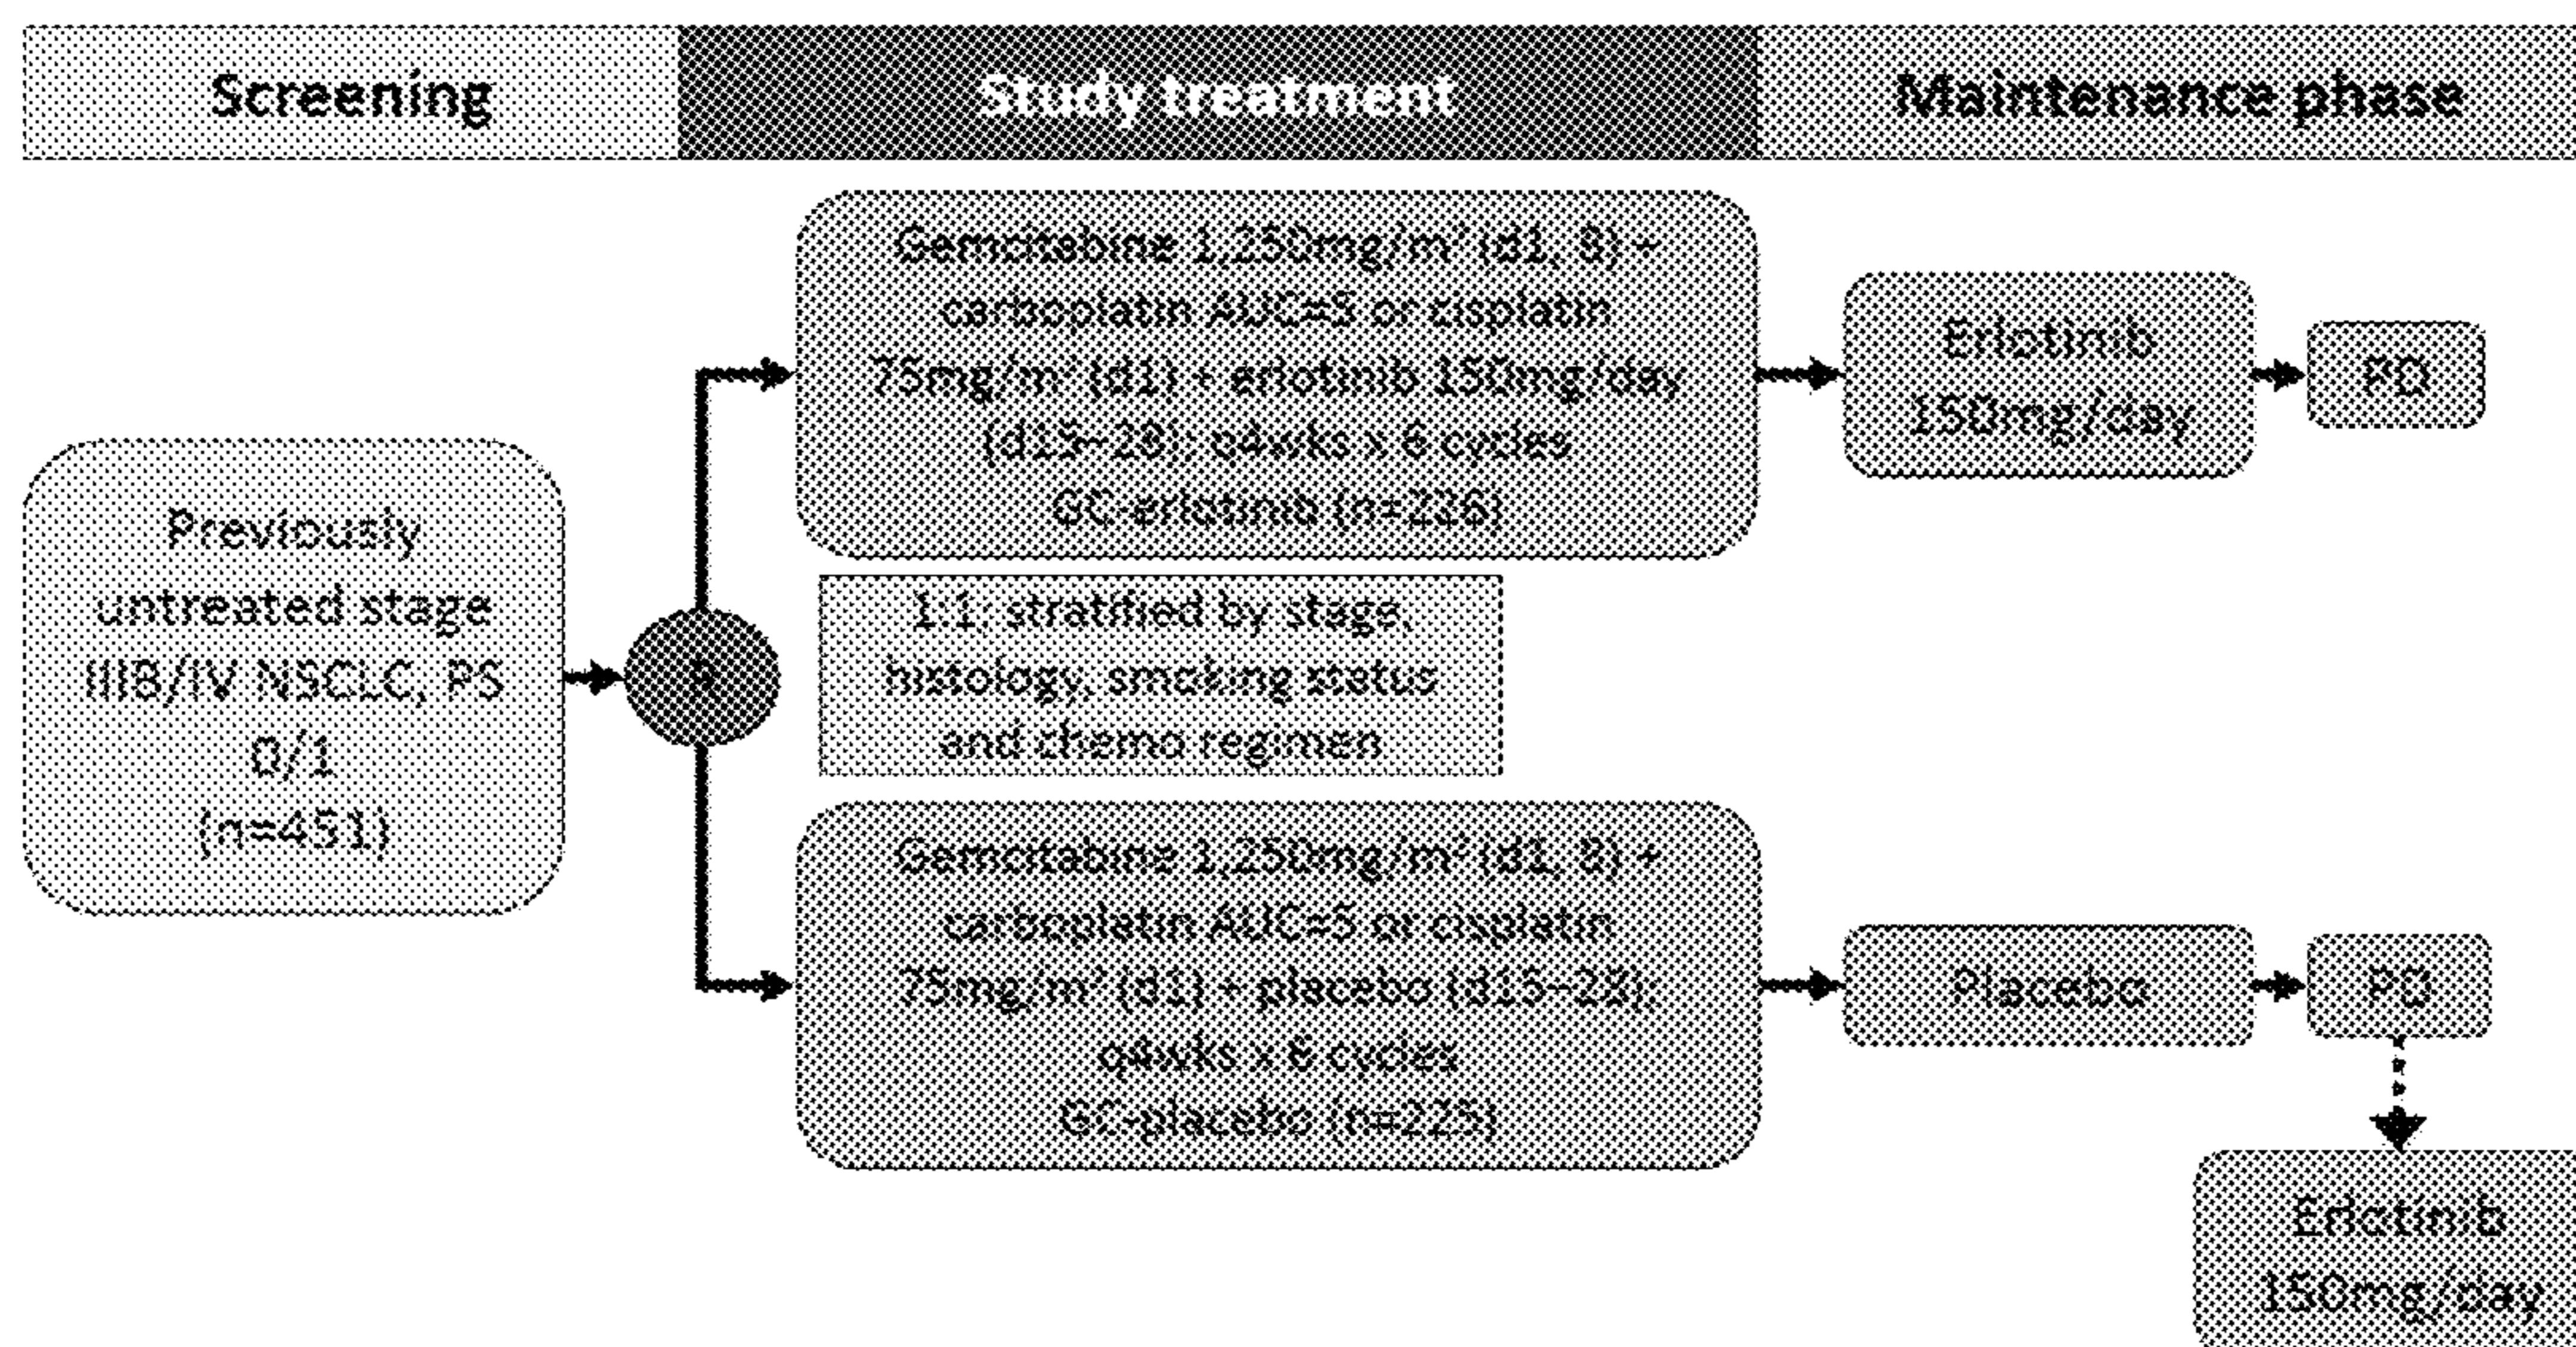 Screening
Study treatment
Maintenance phase
Gemcitabine 1,250mg/m² (d1, 8) +
carboplatin AUC=5 or cisplatin
75mg/m² (d1) + erlotinib 150mg/day
(d15–28); q4wks x 6 cycles
GC-erlotinib (n=226)
Erlotinib
150mg/day
PD
Previously
untreated stage
IIIB/IV NSCLC, PS
0/1
(n=451)
R
1:1; stratified by stage,
histology, smoking status
and chemo regimen
Gemcitabine 1,250mg/m² (d1, 8) +
carboplatin AUC=5 or cisplatin
75mg/m² (d1) + placebo (d15–28)
q4wks x 6 cycles
GC-placebo (n=225)
Placebo
PD
Erlotinib
150mg/day